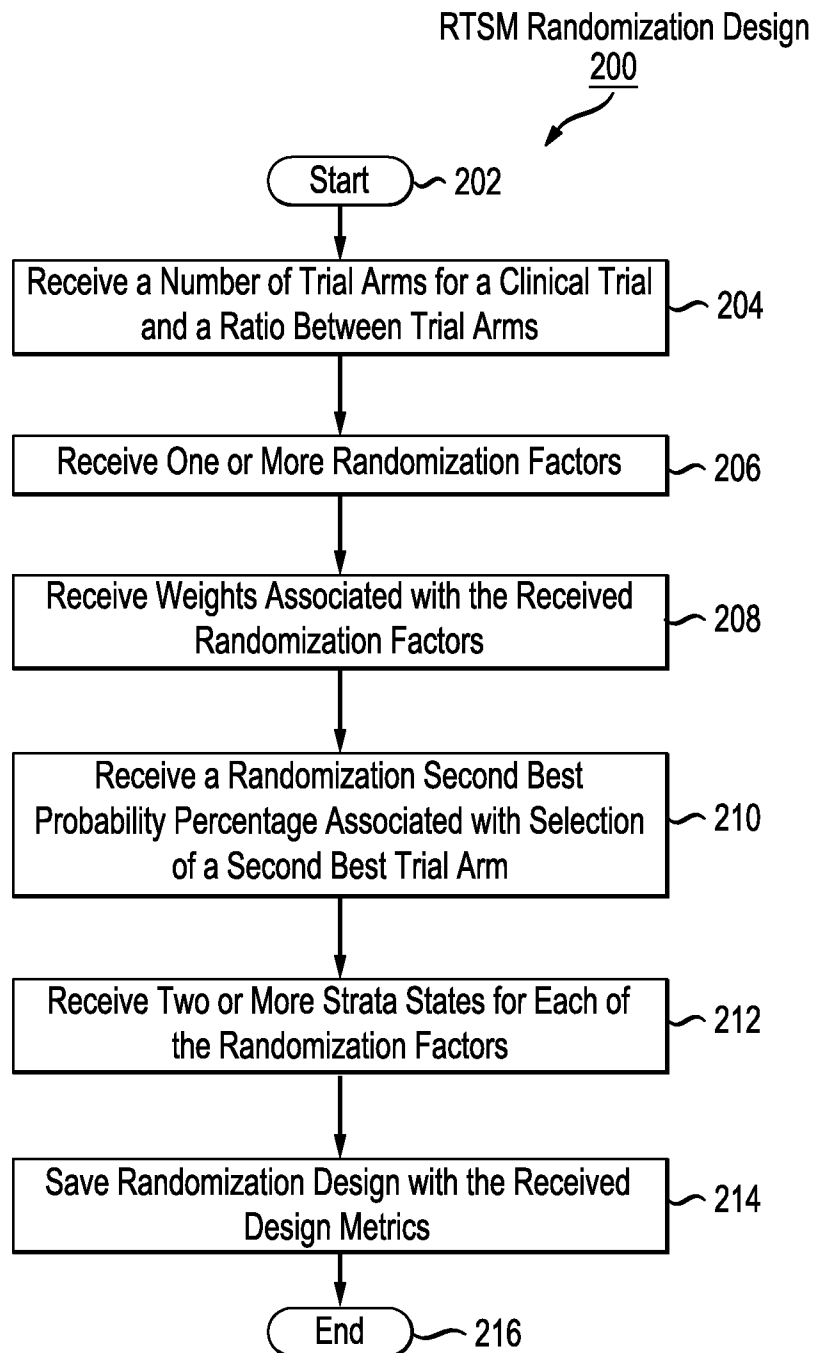 RTSM Randomization Design
200
Start
202
Receive a Number of Trial Arms for a Clinical Trial
and a Ratio Between Trial Arms
204
Receive One or More Randomization Factors
206
Receive Weights Associated with the Received
Randomization Factors
208
Receive a Randomization Second Best
Probability Percentage Associated with Selection
of a Second Best Trial Arm
210
Receive Two or More Strata States for Each of
the Randomization Factors
212
Save Randomization Design with the Received
Design Metrics
214
End
216